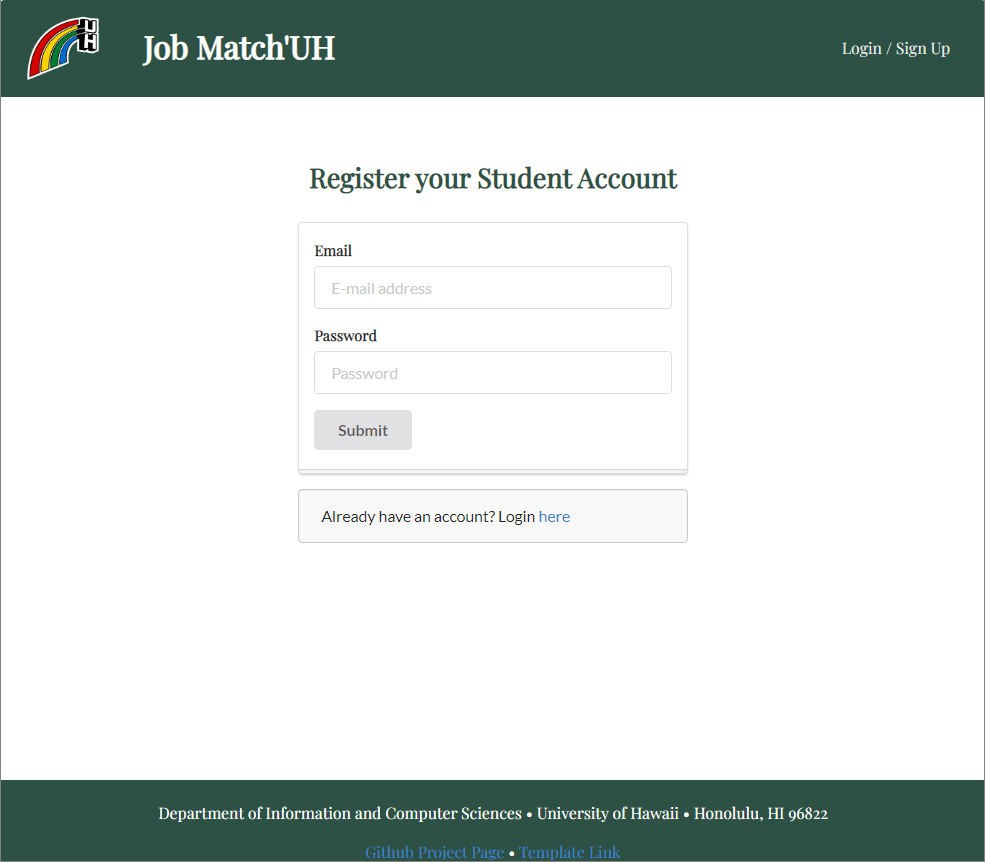 UH
Job Match'UH
Login / Sign Up
Register your Student Account
Email
E-mail address
Password
Password
Submit
Already have an account? Login here
Department of Information and Computer Sciences • University of Hawaii • Honolulu, HI 96822
Github Project Page • Template Link